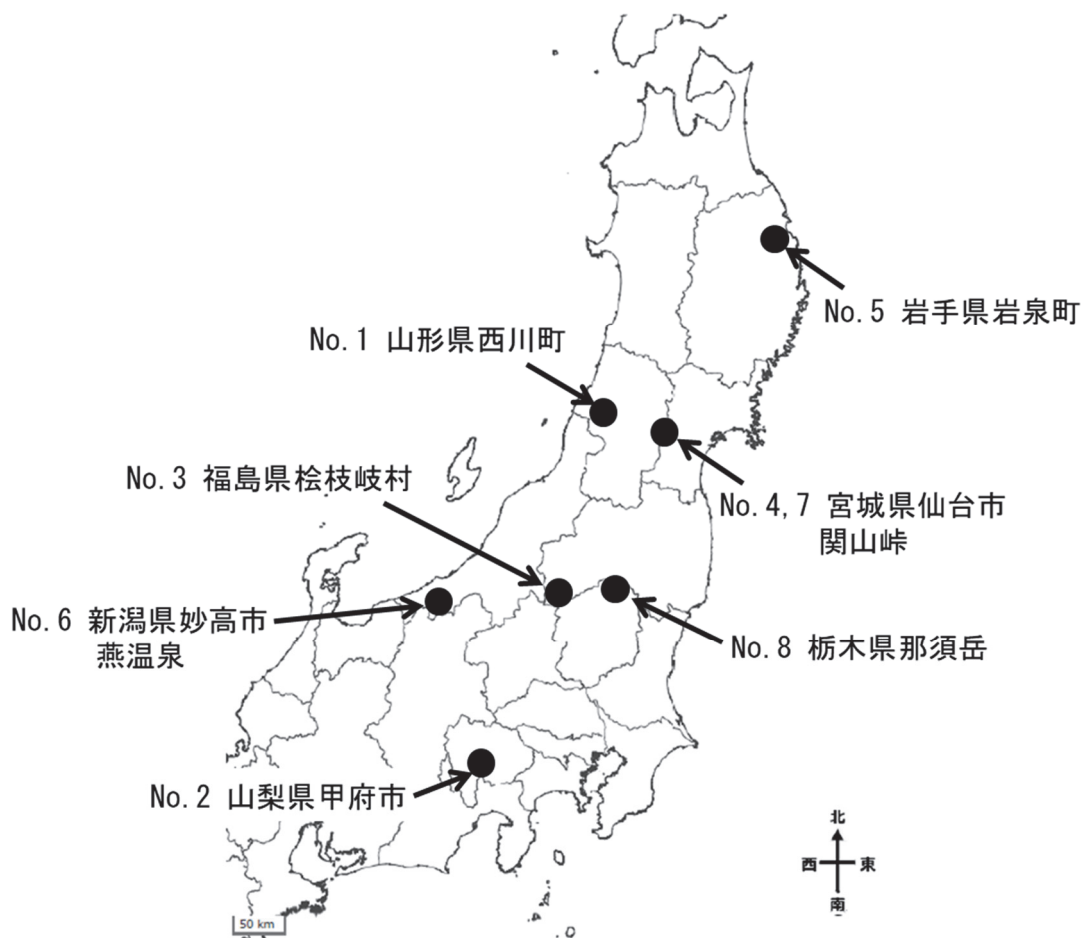 No.5 岩手県岩泉町
No.1 山形県西川町
No.3 福島県桧枝岐村
No.4,7 宮城県仙台市
関山峠
No.6 新潟県妙高市
燕温泉
No.8 栃木県那須岳
No.2 山梨県甲府市
北
西 東
南
50 km